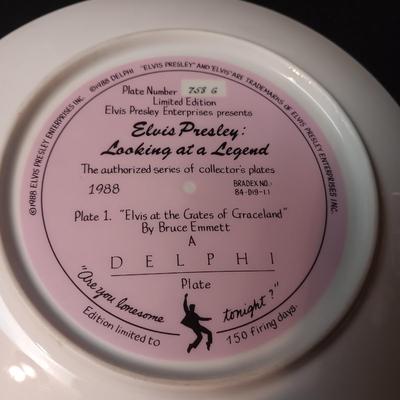 ©1988 DELPHI "ELVIS PRESLEY" AND "ELVIS" ARE TRADEMARKS OF ELVIS PRESLEY ENTERPRISES INC.
©1988 ELVIS PRESLEY ENTERPRISES INC.
Plate Number 758 G
Limited Edition
Elvis Presley Enterprises presents
Elvis Presley:
Looking at a Legend
The authorized series of collector's plates
1988
BRADEX NO.:
84-D19-1.1
Plate 1. "Elvis at the Gates of Graceland"
By Bruce Emmett
A
DELPHI
Plate
"Are you lonesome tonight?"
Edition limited to 150 firing days.